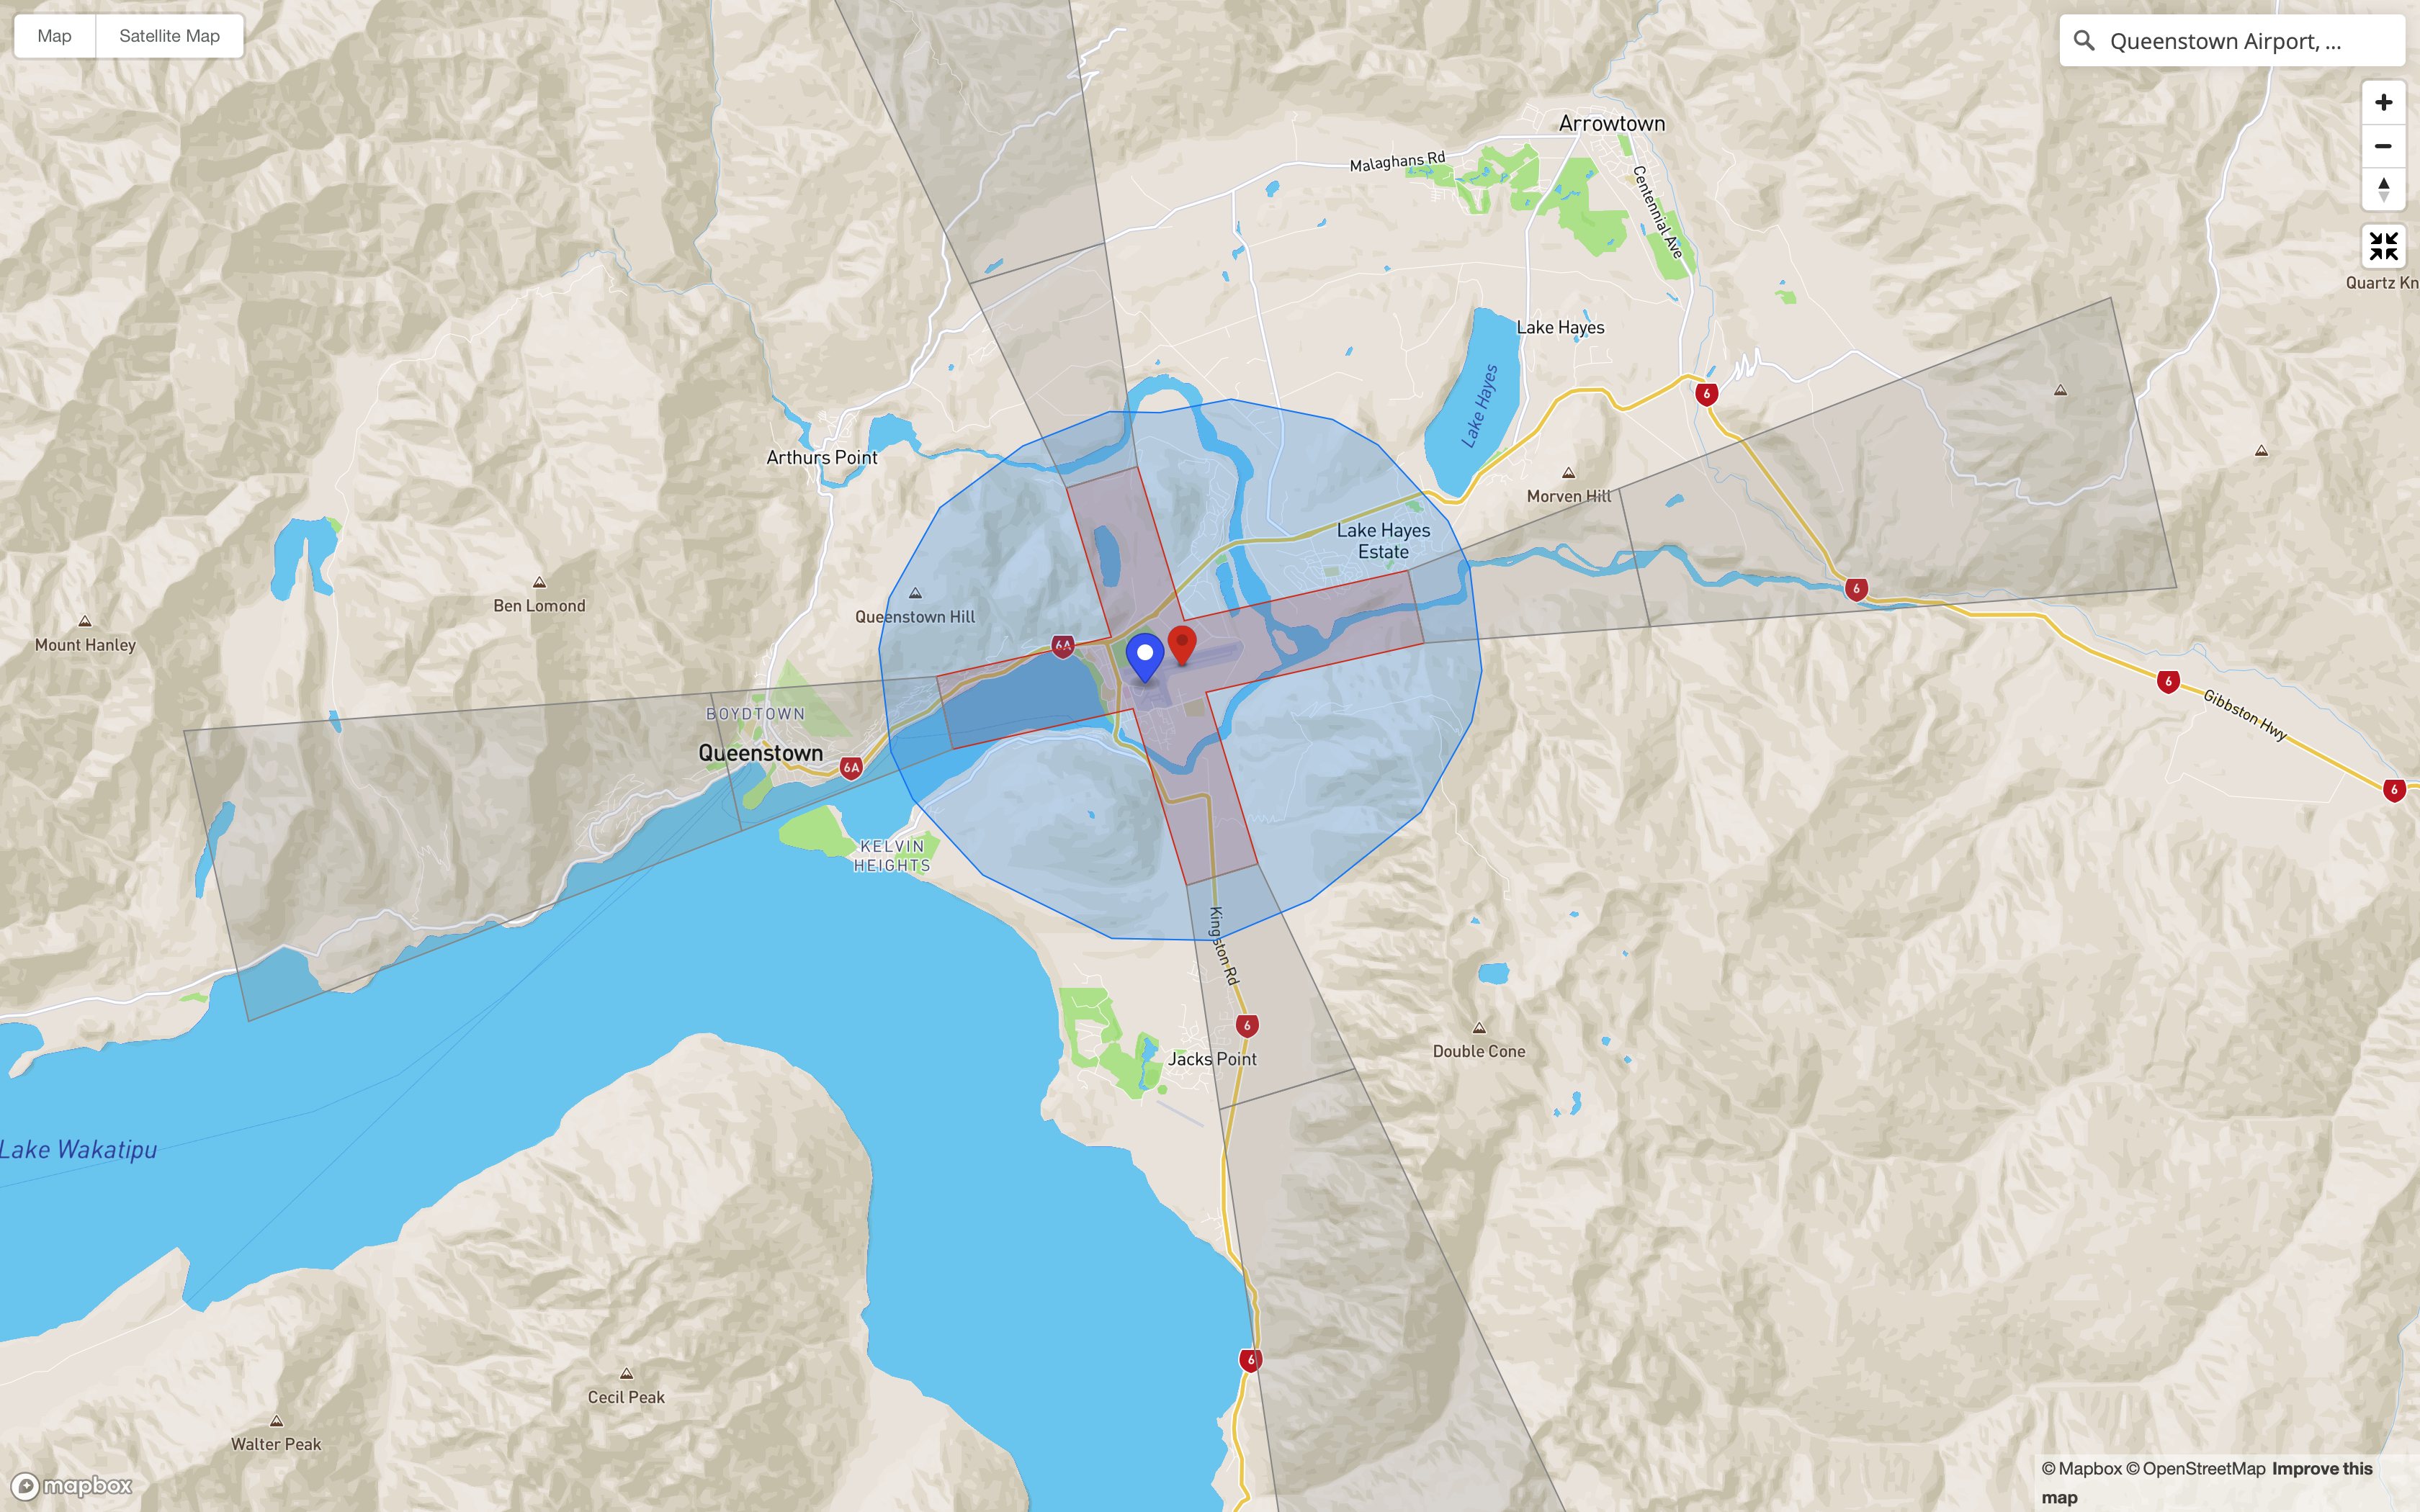 Map
Satellite Map
Queenstown Airport, ...
Arrowtown
Malaghans Rd
Centennial Ave
Quartz Kn
Lake Hayes
Lake Hayes
6
Arthurs Point
Morven Hill
Lake Hayes
Estate
Ben Lomond
Queenstown Hill
6
Mount Hanley
6A
6
Gibbston Hwy
BOYDTOWN
Queenstown
6A
6
KELVIN
HEIGHTS
Kingston Rd
6
Jacks Point
Double Cone
Lake Wakatipu
6
Cecil Peak
Walter Peak
mapbox
© Mapbox © OpenStreetMap Improve this
map